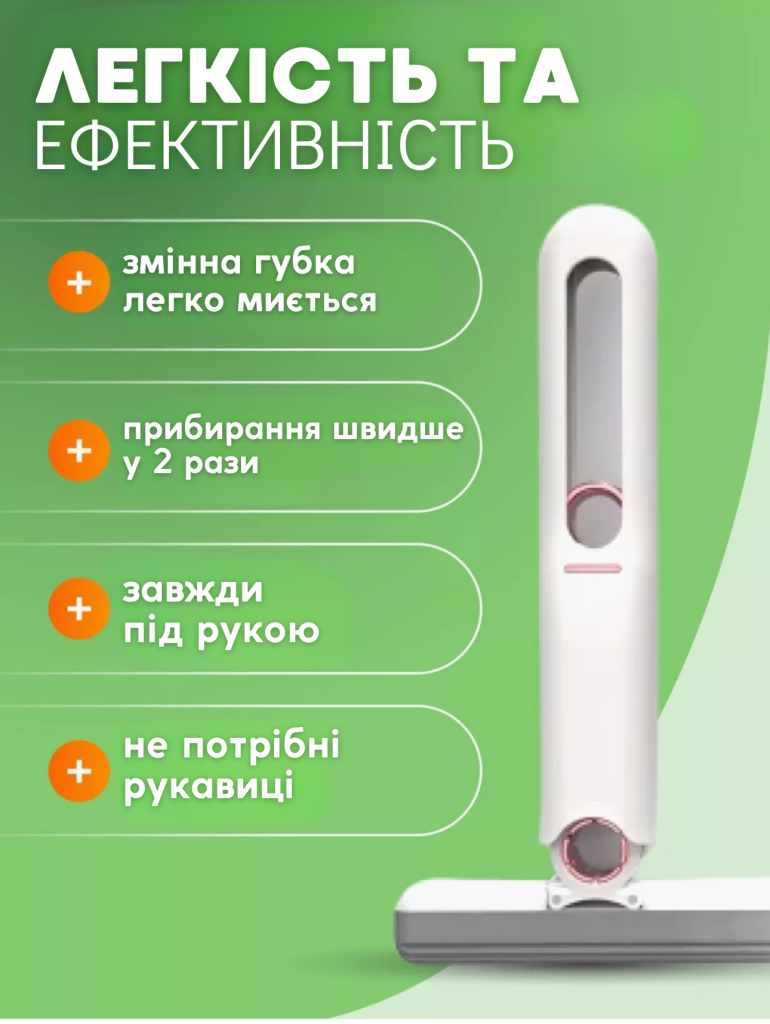 ЛЕГКІСТЬ ТА
ЕФЕКТИВНІСТЬ
+ змінна губка
легко миється
+ прибирання швидше
у 2 рази
+ завжди
під рукою
+ не потрібні
рукавиці